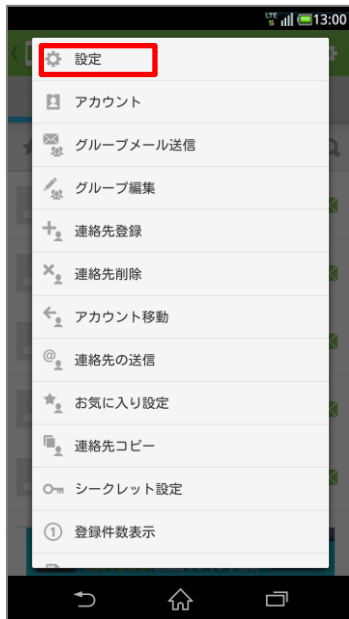 LTE 13:00
設定
アカウント
グループメール送信
グループ編集
連絡先登録
連絡先削除
アカウント移動
連絡先の送信
お気に入り設定
連絡先コピー
シークレット設定
1 登録件数表示